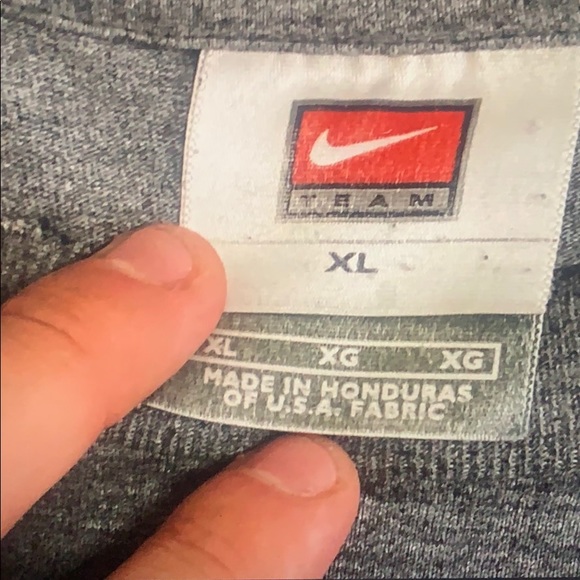 TEAM
XL
XL XG XG
MADE IN HONDURAS
OF U.S.A. FABRIC